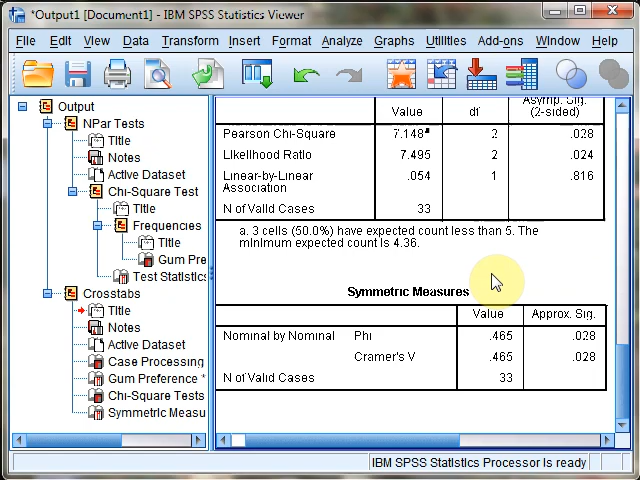 *Output1 [Document1] - IBM SPSS Statistics Viewer
File Edit View Data Transform Insert Format Analyze Graphs Utilities Add-ons Window Help
Output
NPar Tests
Title
Notes
Active Dataset
Chi-Square Test
Frequencies
Title
Gum Pre
Test Statistics
Crosstabs
Title
Notes
Active Dataset
Case Processing
Gum Preference *
Chi-Square Tests
Symmetric Measu
Value df Asymp. Sig. (2-sided)
Pearson Chi-Square 7.148a 2 .028
Likelihood Ratio 7.495 2 .024
Linear-by-Linear Association .054 1 .816
N of Valid Cases 33
a. 3 cells (50.0%) have expected count less than 5. The
minimum expected count is 4.36.
Symmetric Measures
Value Approx. Sig.
Nominal by Nominal Phi .465 .028
Cramer's V .465 .028
N of Valid Cases 33
IBM SPSS Statistics Processor is ready